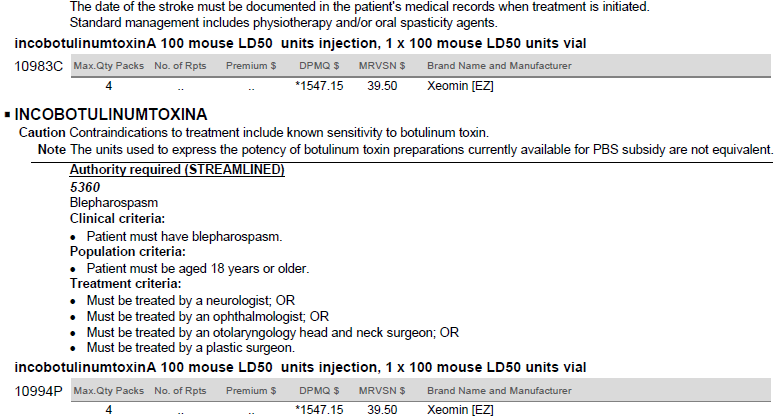 The date of the stroke must be documented in the patient's medical records when treatment is initiated.
Standard management includes physiotherapy and/or oral spasticity agents.
incobotulinumtoxinA 100 mouse LD50 units injection, 1 x 100 mouse LD50 units vial
10983C Max.Qty Packs No. of Rpts Premium $ DPMQ $ MRVSN $ Brand Name and Manufacturer
4 .. .. *1547.15 39.50 Xeomin [EZ]
▪ INCOBOTULINUMTOXINA
Caution Contraindications to treatment include known sensitivity to botulinum toxin.
Note The units used to express the potency of botulinum toxin preparations currently available for PBS subsidy are not equivalent.
Authority required (STREAMLINED)
5360
Blepharospasm
Clinical criteria:
• Patient must have blepharospasm.
Population criteria:
• Patient must be aged 18 years or older.
Treatment criteria:
• Must be treated by a neurologist; OR
• Must be treated by an ophthalmologist; OR
• Must be treated by an otolaryngology head and neck surgeon; OR
• Must be treated by a plastic surgeon.
incobotulinumtoxinA 100 mouse LD50 units injection, 1 x 100 mouse LD50 units vial
10994P Max.Qty Packs No. of Rpts Premium $ DPMQ $ MRVSN $ Brand Name and Manufacturer
4 .. .. *1547.15 39.50 Xeomin [EZ]